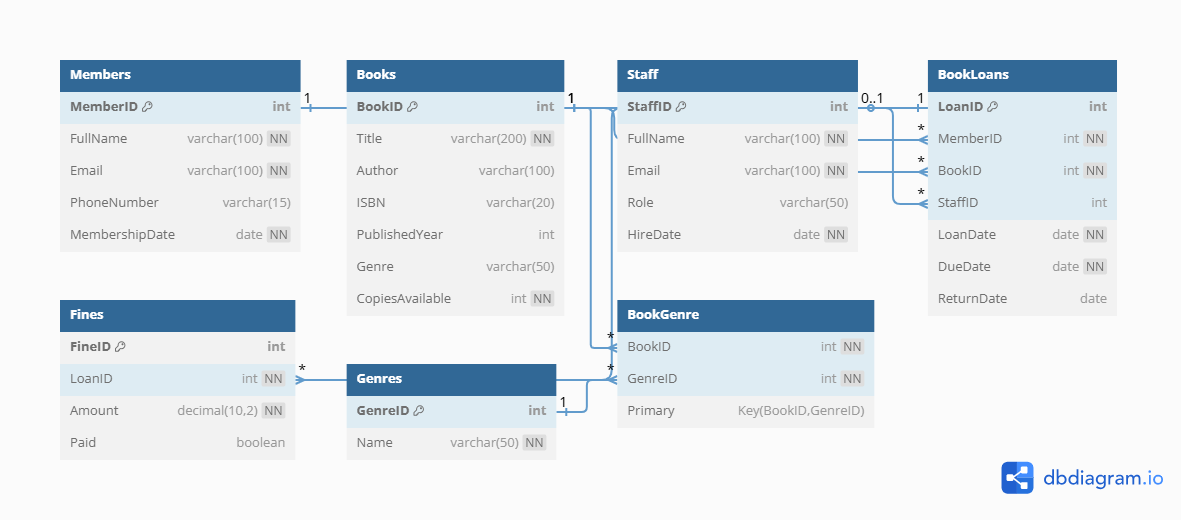 Members
MemberID int
FullName varchar(100) NN
Email varchar(100) NN
PhoneNumber varchar(15)
MembershipDate date NN
1
Books
BookID int
Title varchar(200) NN
Author varchar(100)
ISBN varchar(20)
PublishedYear int
Genre varchar(50)
CopiesAvailable int NN
1
Staff
StaffID int
FullName varchar(100) NN
Email varchar(100) NN
Role varchar(50)
HireDate date NN
0..1
1
*
*
*
BookLoans
LoanID int
MemberID int NN
BookID int NN
StaffID int
LoanDate date NN
DueDate date NN
ReturnDate date
Fines
FineID int
LoanID int NN
Amount decimal(10,2) NN
Paid boolean
*
Genres
GenreID int
Name varchar(50) NN
1
*
*
BookGenre
BookID int NN
GenreID int NN
Primary Key(BookID,GenreID)
dbdiagram.io